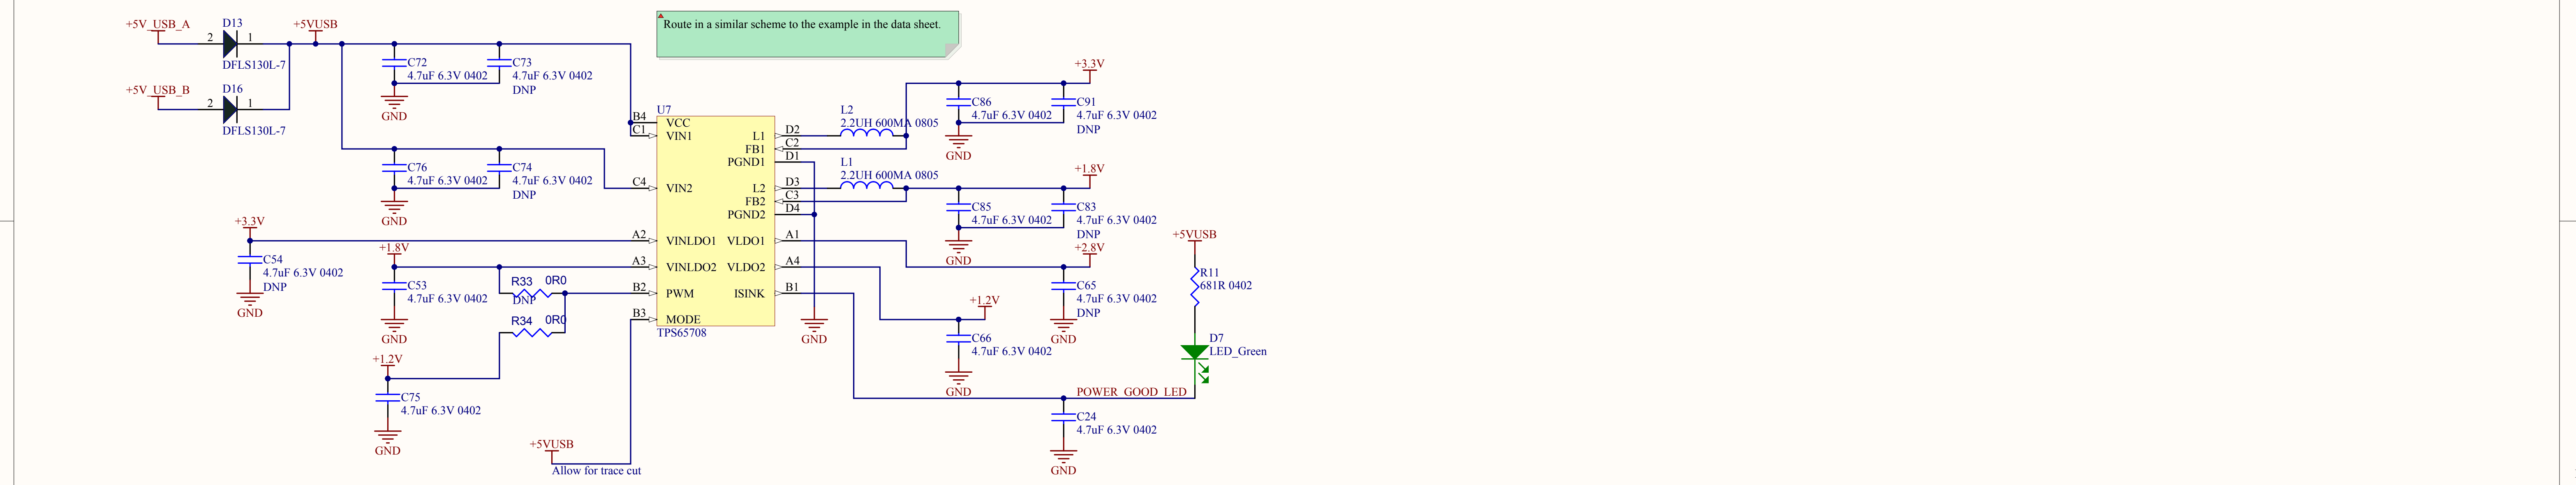 Route in a similar scheme to the example in the data sheet.
+5V_USB_A
D13
2
1
DFLS130L-7
+5VUSB
+5V_USB_B
D16
2
1
DFLS130L-7
C72
4.7uF 6.3V 0402
GND
C73
4.7uF 6.3V 0402
DNP
C76
4.7uF 6.3V 0402
GND
C74
4.7uF 6.3V 0402
DNP
+3.3V
C54
4.7uF 6.3V 0402
DNP
GND
+1.8V
C53
4.7uF 6.3V 0402
GND
R33 0R0
DNP
R34 0R0
+1.2V
C75
4.7uF 6.3V 0402
GND
+5VUSB
Allow for trace cut
U7
B4 VCC
C1 VIN1
C4 VIN2
A2 VINLDO1
A3 VINLDO2
B2 PWM
B3 MODE
TPS65708
L1 D2
FB1 C2
PGND1 D1
L2 D3
FB2 C3
PGND2 D4
VLDO1 A1
VLDO2 A4
ISINK B1
GND
L2
2.2UH 600MA 0805
L1
2.2UH 600MA 0805
+3.3V
C86
4.7uF 6.3V 0402
GND
C91
4.7uF 6.3V 0402
DNP
+1.8V
C85
4.7uF 6.3V 0402
GND
C83
4.7uF 6.3V 0402
DNP
+2.8V
C65
4.7uF 6.3V 0402
DNP
GND
+1.2V
C66
4.7uF 6.3V 0402
GND
+5VUSB
R11
681R 0402
D7
LED_Green
POWER_GOOD_LED
C24
4.7uF 6.3V 0402
GND